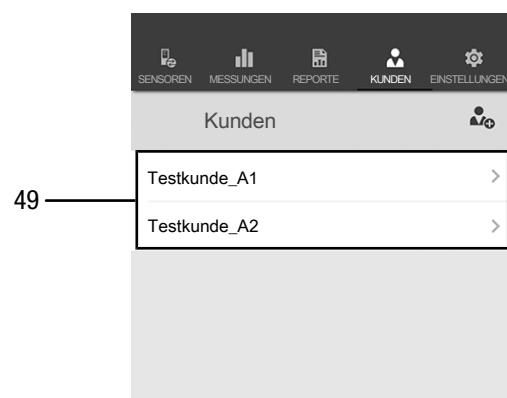 SENSOREN MESSUNGEN REPORTE KUNDEN EINSTELLUNGEN
Kunden
Testkunde_A1
49
Testkunde_A2